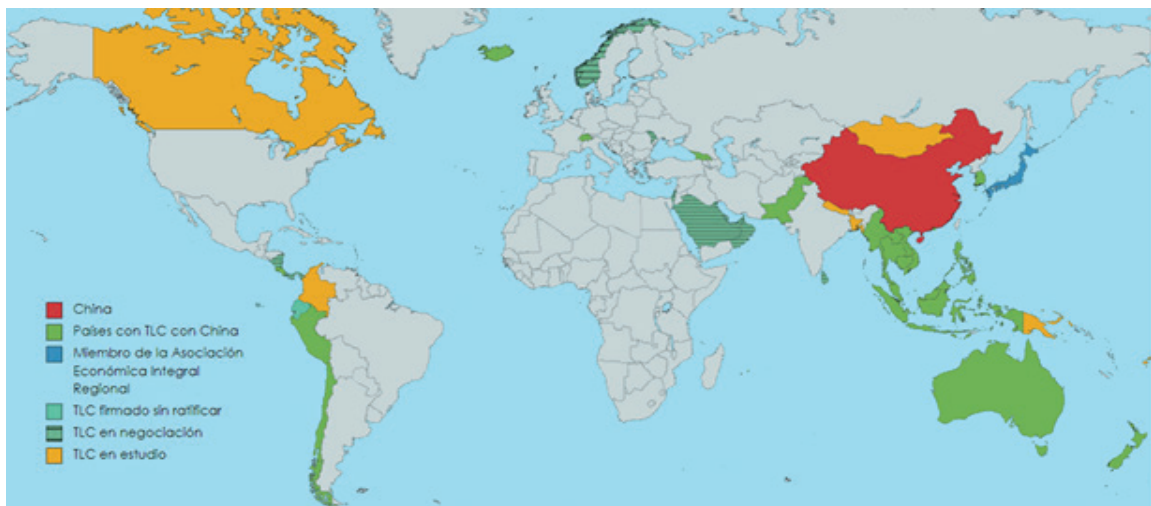 China
Países con TLC con China
Miembro de la Asociación
Económica Integral
Regional
TLC firmado sin ratificar
TLC en negociación
TLC en estudio